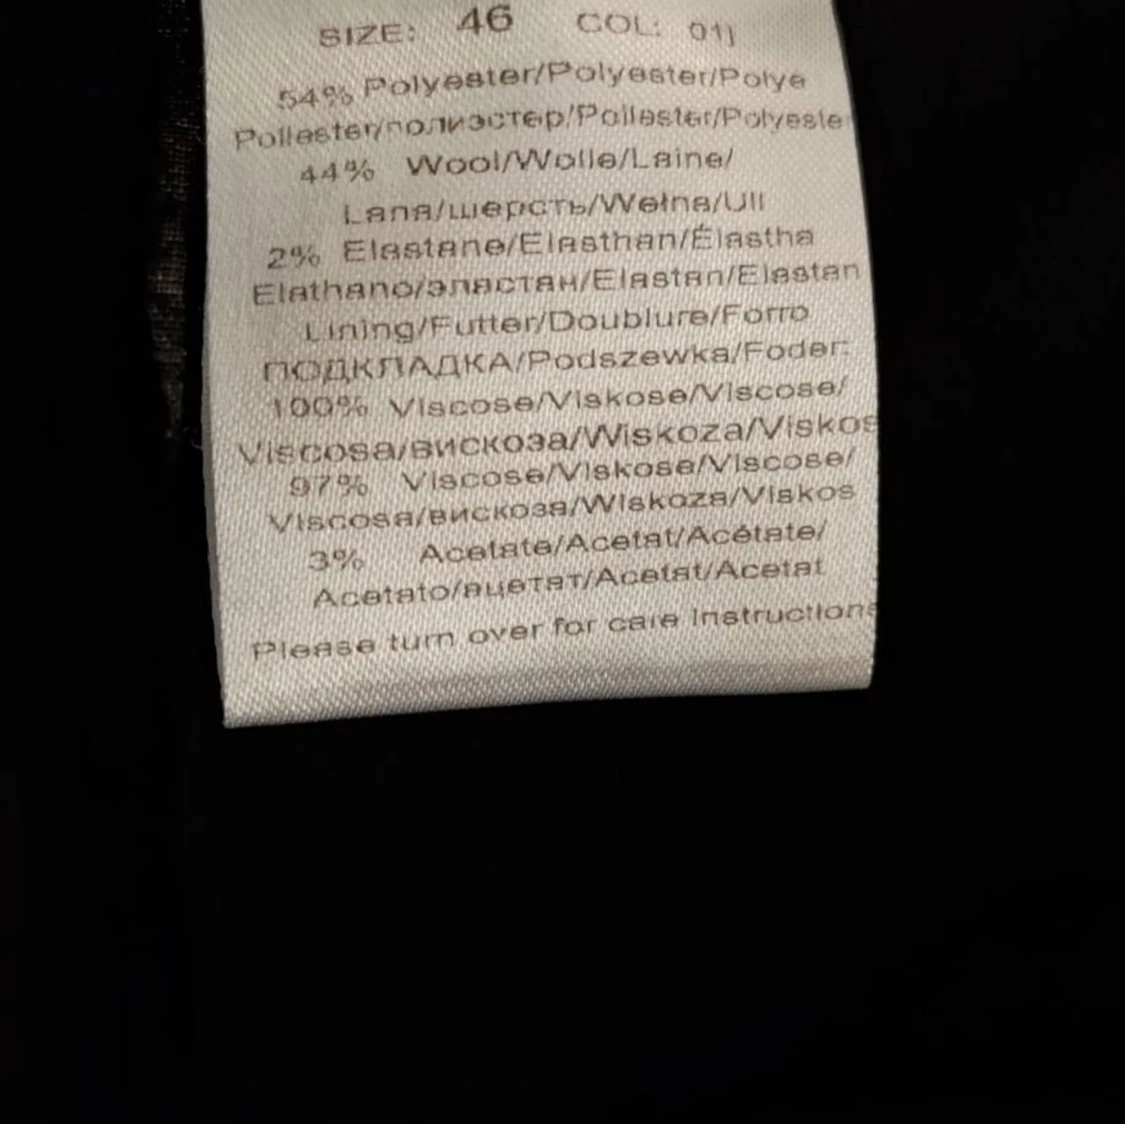 SIZE: 46 COL: 01
54% Polyester/Polyester/Polye
Poliester/полиэстер/Poliester/Polyeste
44% Wool/Wolle/Laine/
Lana/шерсть/Wełna/Ull
2% Elastane/Elasthan/Élastha
Elathano/эластан/Elastan/Elastan
Lining/Futter/Doublure/Forro
ПОДКЛАДКА/Podszewka/Foder:
100% Viscose/Viskose/Viscose/
Viscosa/вискоза/Wiskoza/Viskos
97% Viscose/Viskose/Viscose/
Viscosa/вискоза/Wiskoza/Viskos
3% Acetate/Acetat/Acétate/
Acetato/ацетат/Acetat/Acetat
Please turn over for care instructions